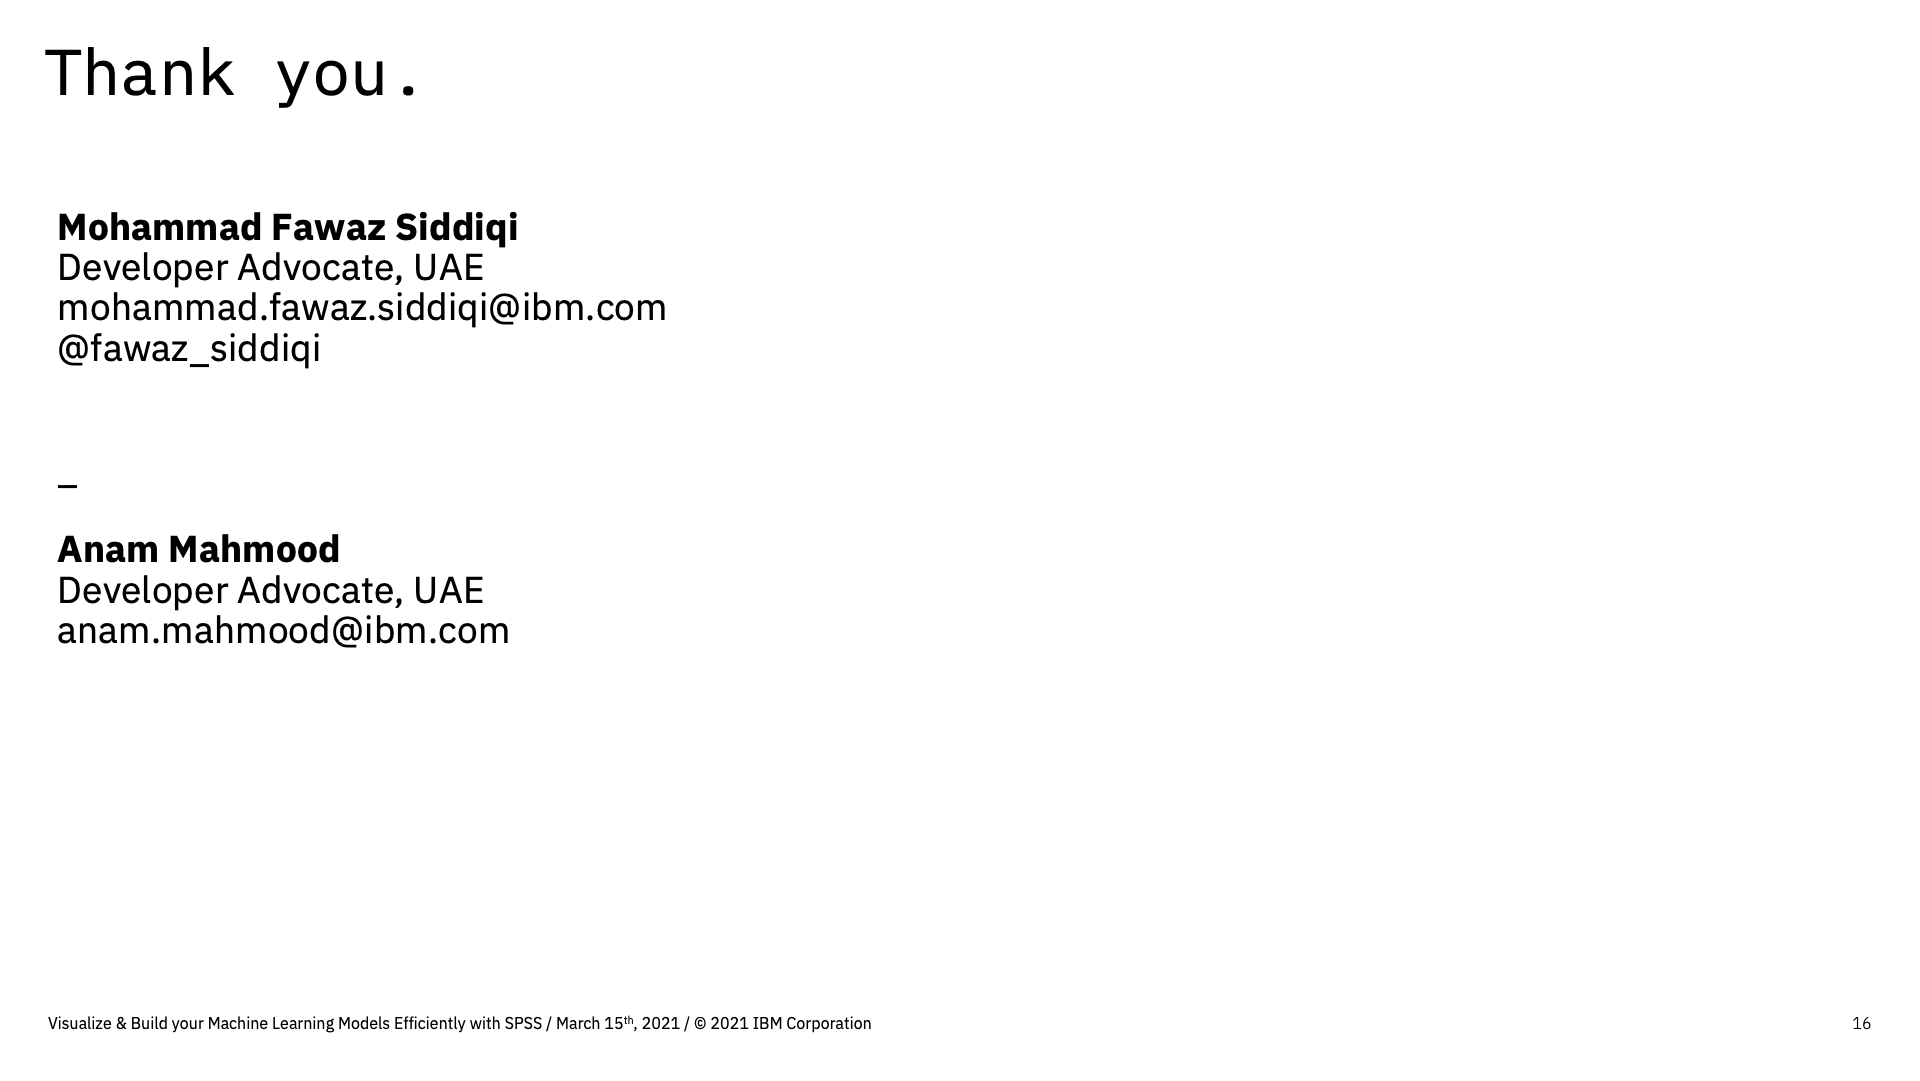 Thank you.
Mohammad Fawaz Siddiqi
Developer Advocate, UAE
mohammad.fawaz.siddiqi@ibm.com
@fawaz_siddiqi
–
Anam Mahmood
Developer Advocate, UAE
anam.mahmood@ibm.com
Visualize & Build your Machine Learning Models Efficiently with SPSS / March 15th, 2021 / © 2021 IBM Corporation
16